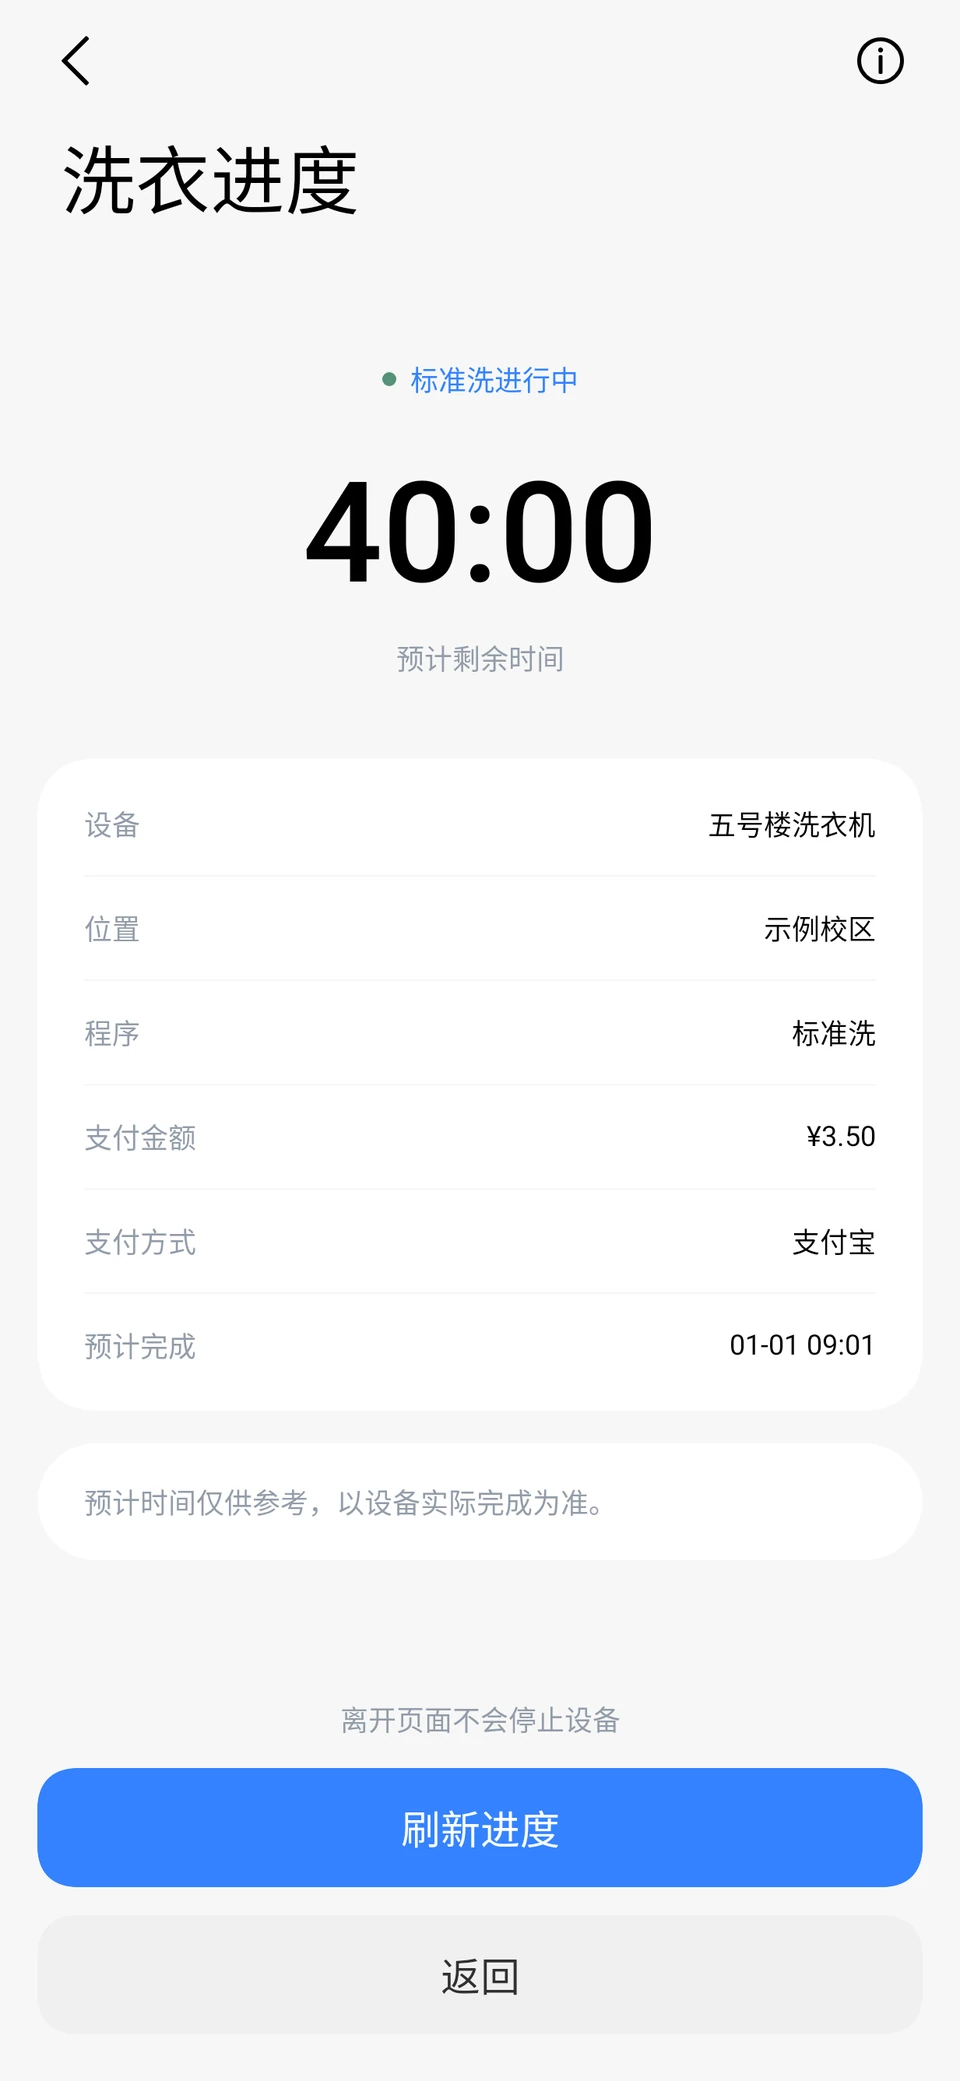 洗衣进度
标准洗进行中
40:00
预计剩余时间
设备 五号楼洗衣机
位置 示例校区
程序 标准洗
支付金额 ¥3.50
支付方式 支付宝
预计完成 01-01 09:01
预计时间仅供参考，以设备实际完成为准。
离开页面不会停止设备
刷新进度
返回